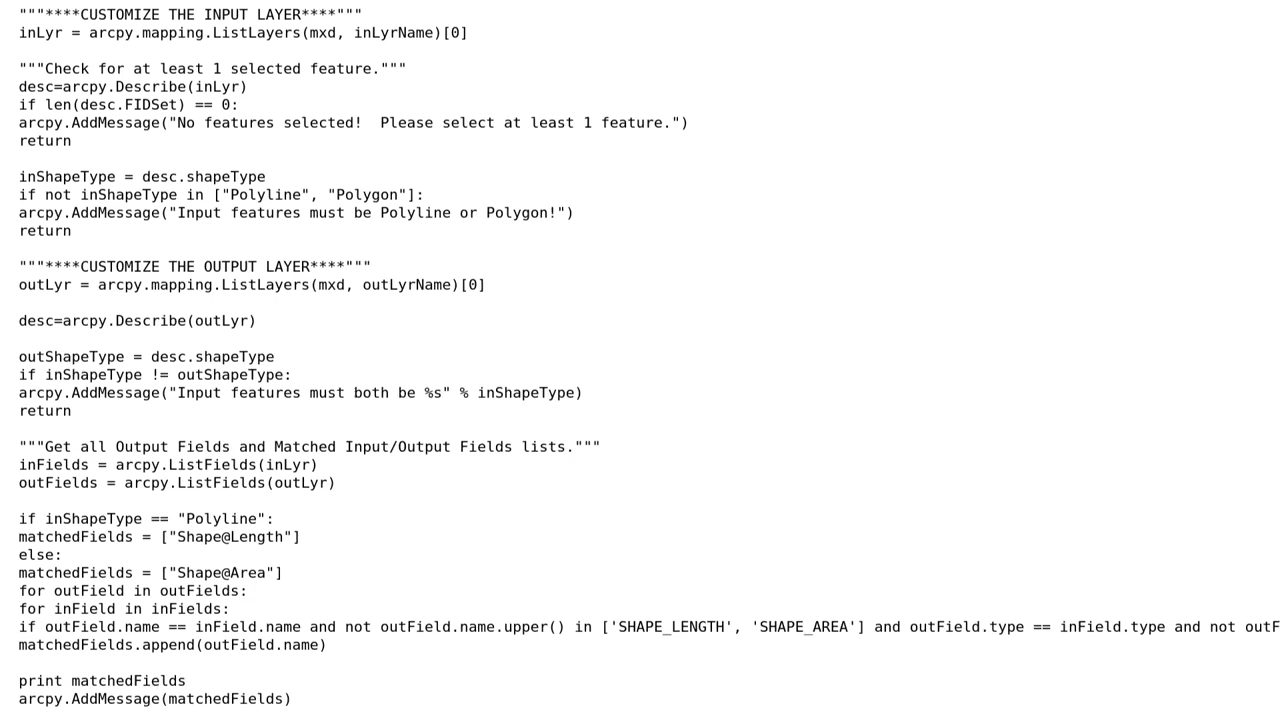 """****CUSTOMIZE THE INPUT LAYER****"""
inLyr = arcpy.mapping.ListLayers(mxd, inLyrName)[0]
"""Check for at least 1 selected feature."""
desc=arcpy.Describe(inLyr)
if len(desc.FIDSet) == 0:
arcpy.AddMessage("No features selected!  Please select at least 1 feature.")
return
inShapeType = desc.shapeType
if not inShapeType in ["Polyline", "Polygon"]:
arcpy.AddMessage("Input features must be Polyline or Polygon!")
return
"""****CUSTOMIZE THE OUTPUT LAYER****"""
outLyr = arcpy.mapping.ListLayers(mxd, outLyrName)[0]
desc=arcpy.Describe(outLyr)
outShapeType = desc.shapeType
if inShapeType != outShapeType:
arcpy.AddMessage("Input features must both be %s" % inShapeType)
return
"""Get all Output Fields and Matched Input/Output Fields lists."""
inFields = arcpy.ListFields(inLyr)
outFields = arcpy.ListFields(outLyr)
if inShapeType == "Polyline":
matchedFields = ["Shape@Length"]
else:
matchedFields = ["Shape@Area"]
for outField in outFields:
for inField in inFields:
if outField.name == inField.name and not outField.name.upper() in ['SHAPE_LENGTH', 'SHAPE_AREA'] and outField.type == inField.type and not outF
matchedFields.append(outField.name)
print matchedFields
arcpy.AddMessage(matchedFields)